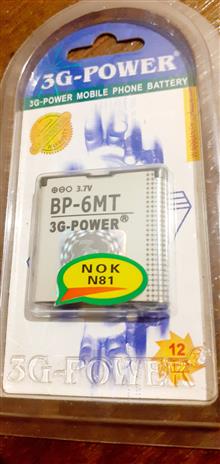 3G-POWER®
3G-POWER MOBILE PHONE BATTERY
3.7V
BP-6MT
3G-POWER®
NOK
N81
12
3G-POWER